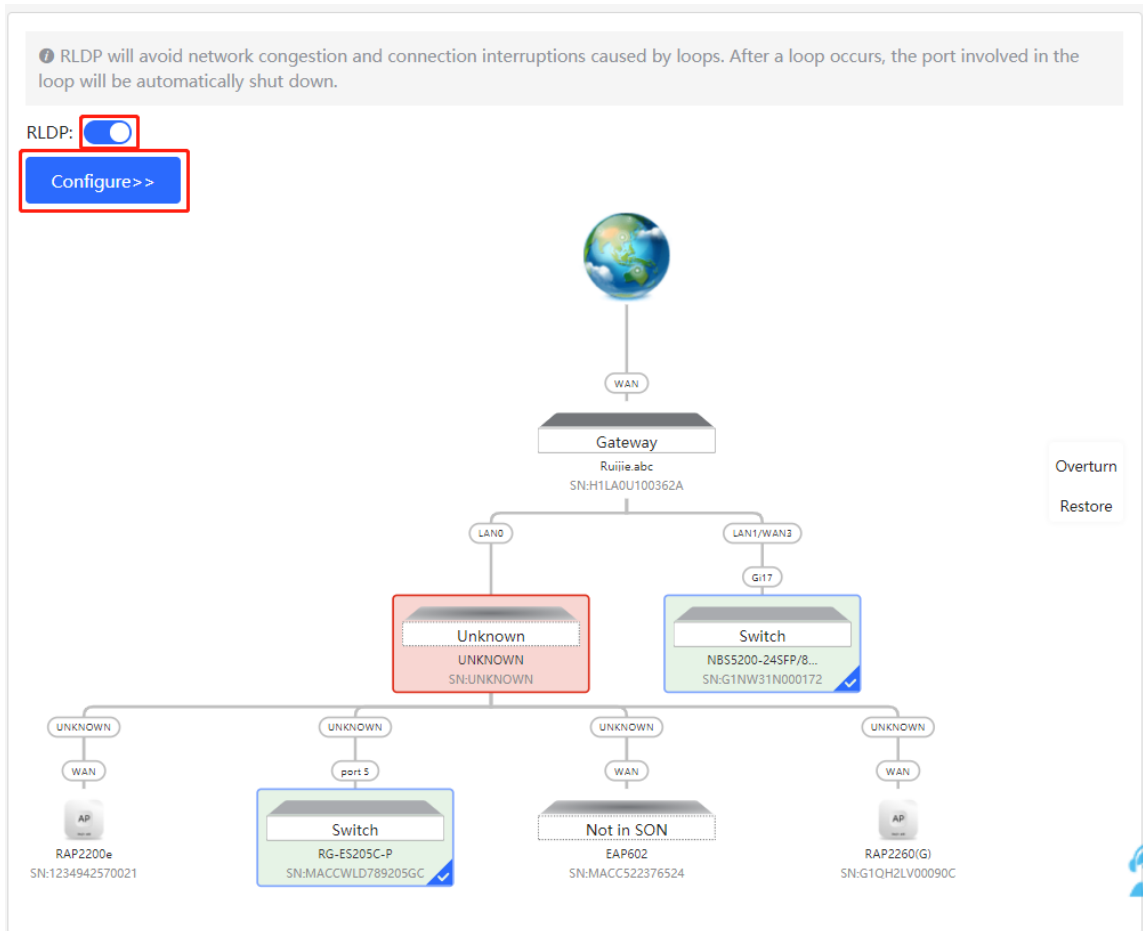 RLDP will avoid network congestion and connection interruptions caused by loops. After a loop occurs, the port involved in the
loop will be automatically shut down.
RLDP:
Configure>>
WAN
Gateway
Ruijie.abc
SN:H1LA0U100362A
Overturn
Restore
LAN0
LAN1/WAN3
Gi17
Unknown
UNKNOWN
SN:UNKNOWN
Switch
NBS5200-24SFP/8...
SN:G1NW31N000172
UNKNOWN
UNKNOWN
UNKNOWN
UNKNOWN
WAN
port 5
WAN
WAN
AP
RAP2200e
SN:1234942570021
Switch
RG-ES205C-P
SN:MACCWLD789205GC
Not in SON
EAP602
SN:MACC522376524
AP
RAP2260(G)
SN:G1QH2LV00090C